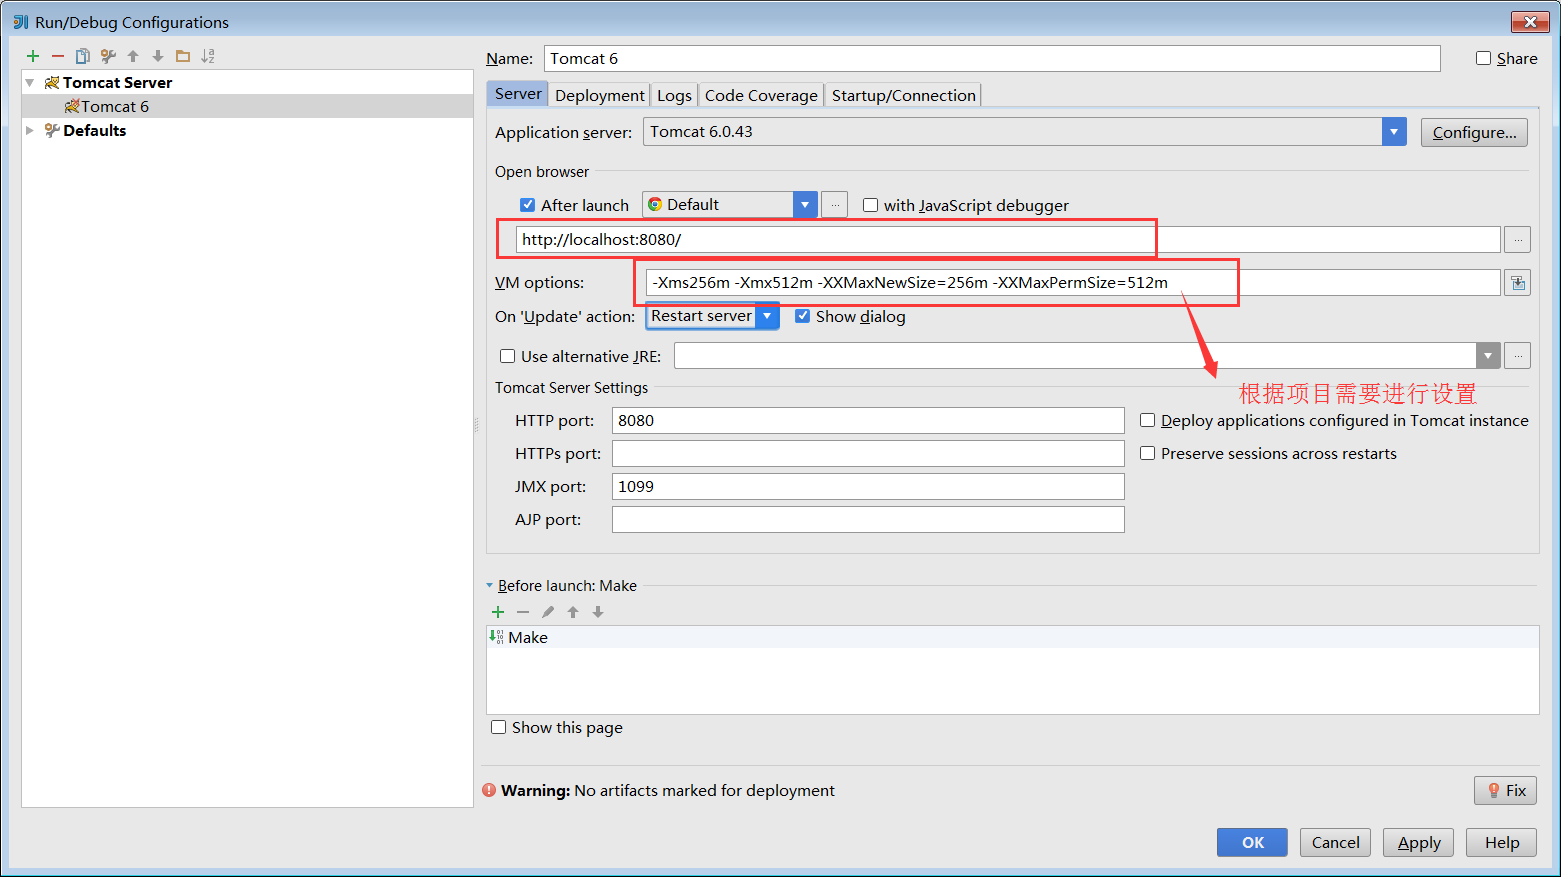 Run/Debug Configurations
Tomcat Server
Tomcat 6
Defaults
Name: Tomcat 6 Share
Server Deployment Logs Code Coverage Startup/Connection
Application server: Tomcat 6.0.43 Configure...
Open browser
After launch Default ... with JavaScript debugger
http://localhost:8080/ ...
VM options: -Xms256m -Xmx512m -XXMaxNewSize=256m -XXMaxPermSize=512m
On 'Update' action: Restart server Show dialog
Use alternative JRE: ...
Tomcat Server Settings
根据项目需要进行设置
HTTP port: 8080 Deploy applications configured in Tomcat instance
HTTPs port: Preserve sessions across restarts
JMX port: 1099
AJP port:
Before launch: Make
Make
Show this page
Warning: No artifacts marked for deployment Fix
OK Cancel Apply Help